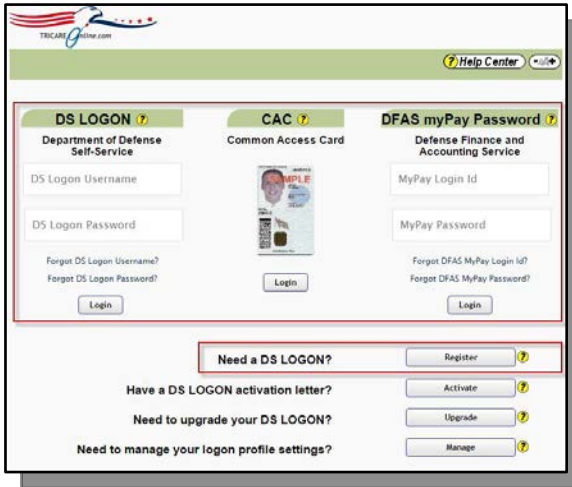 TRICARE Online.com
? Help Center
DS LOGON ?
Department of Defense
Self-Service
DS Logon Username
DS Logon Password
Forgot DS Logon Username?
Forgot DS Logon Password?
Login
CAC ?
Common Access Card
Login
DFAS myPay Password ?
Defense Finance and
Accounting Service
MyPay Login Id
MyPay Password
Forgot DFAS MyPay Login Id?
Forgot DFAS MyPay Password?
Login
Need a DS LOGON? Register ?
Have a DS LOGON activation letter? Activate ?
Need to upgrade your DS LOGON? Upgrade ?
Need to manage your logon profile settings? Manage ?